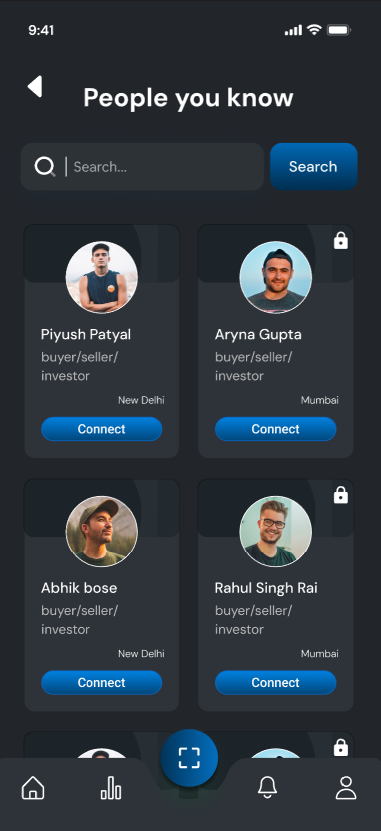 9:41
People you know
Search...
Search
Piyush Patyal
buyer/seller/
investor
New Delhi
Connect
Aryna Gupta
buyer/seller/
investor
Mumbai
Connect
Abhik bose
buyer/seller/
investor
New Delhi
Connect
Rahul Singh Rai
buyer/seller/
investor
Mumbai
Connect